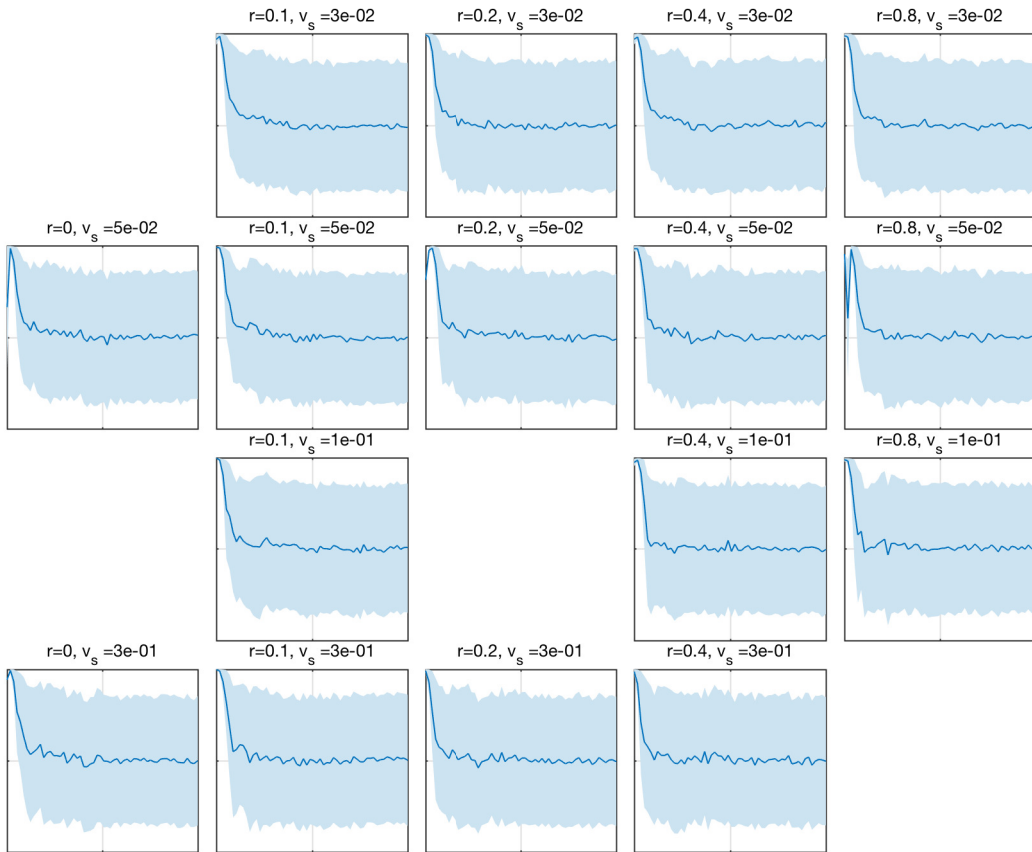 r=0.1, v_s =3e-02
r=0.2, v_s =3e-02
r=0.4, v_s =3e-02
r=0.8, v_s =3e-02
r=0, v_s =5e-02
r=0.1, v_s =5e-02
r=0.2, v_s =5e-02
r=0.4, v_s =5e-02
r=0.8, v_s =5e-02
r=0.1, v_s =1e-01
r=0.4, v_s =1e-01
r=0.8, v_s =1e-01
r=0, v_s =3e-01
r=0.1, v_s =3e-01
r=0.2, v_s =3e-01
r=0.4, v_s =3e-01